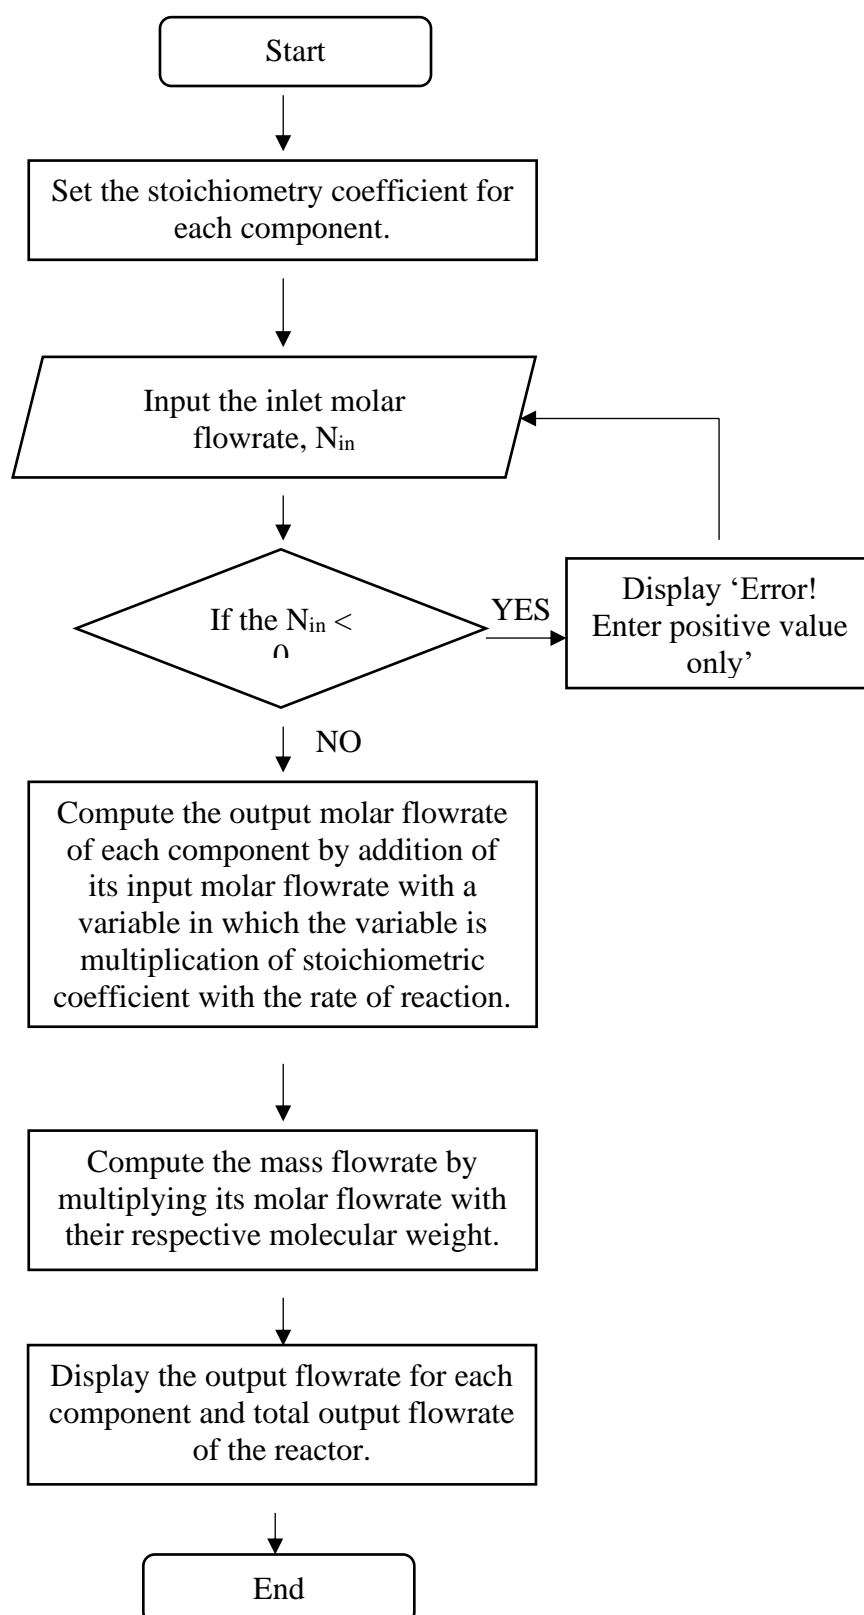 Start
Set the stoichiometry coefficient for
each component.
Input the inlet molar
flowrate, Nin
If the Nin <
0
YES
Display ‘Error!
Enter positive value
only’
NO
Compute the output molar flowrate
of each component by addition of
its input molar flowrate with a
variable in which the variable is
multiplication of stoichiometric
coefficient with the rate of reaction.
Compute the mass flowrate by
multiplying its molar flowrate with
their respective molecular weight.
Display the output flowrate for each
component and total output flowrate
of the reactor.
End